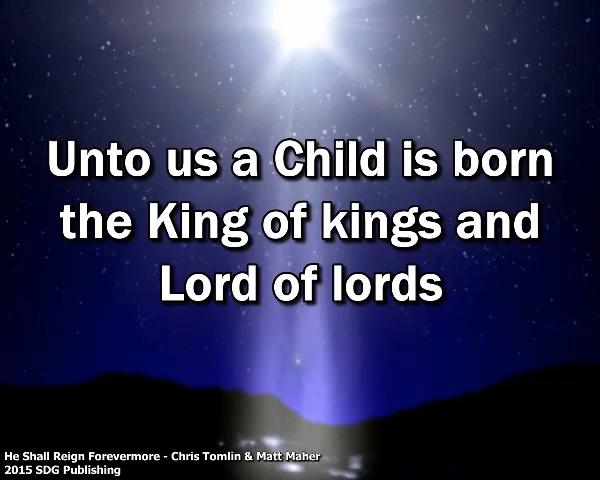 Unto us a Child is born
the King of kings and
Lord of lords
He Shall Reign Forevermore - Chris Tomlin & Matt Maher
2015 SDG Publishing